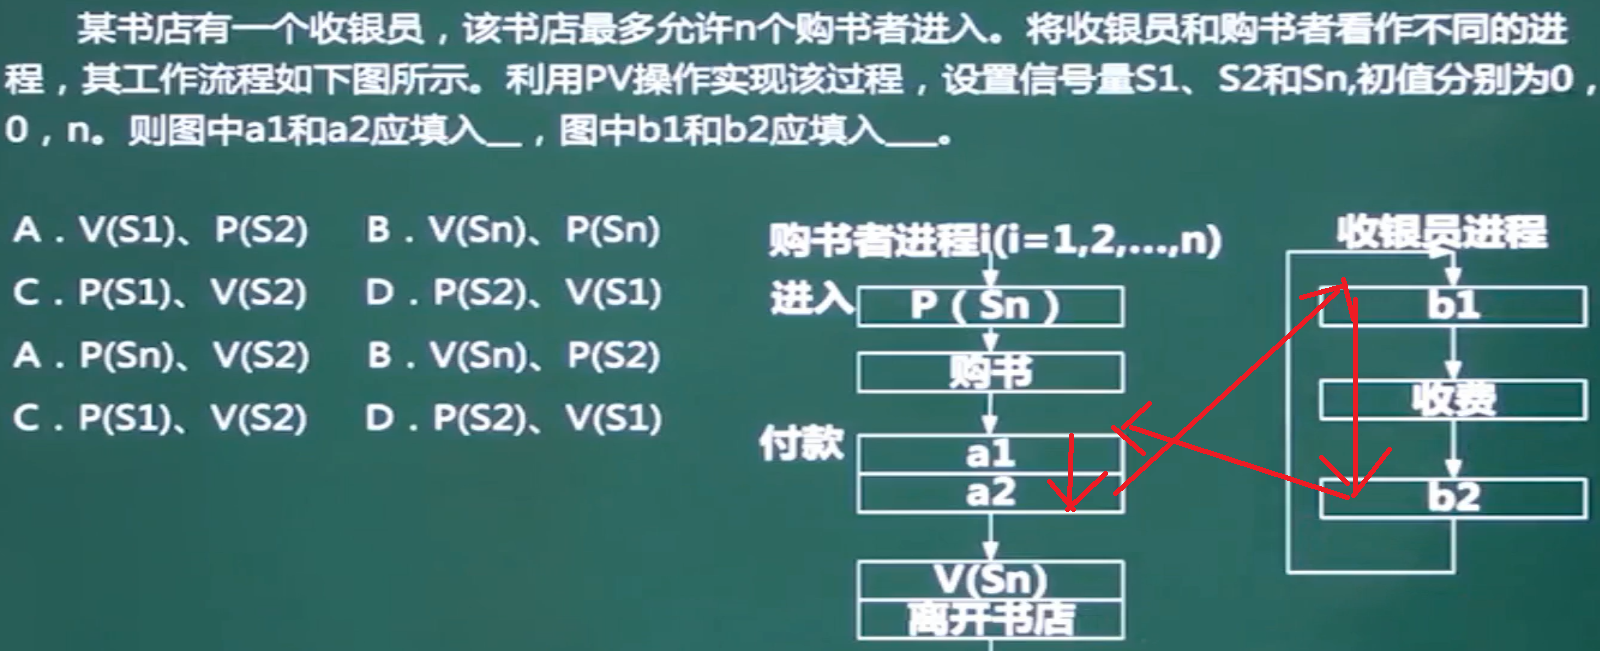 某书店有一个收银员，该书店最多允许n个购书者进入。将收银员和购书者看作不同的进
程，其工作流程如下图所示。利用PV操作实现该过程，设置信号量S1、S2和Sn,初值分别为0，
0，n。则图中a1和a2应填入__，图中b1和b2应填入___。
A．V(S1)、P(S2) B．V(Sn)、P(Sn)
C．P(S1)、V(S2) D．P(S2)、V(S1)
A．P(Sn)、V(S2) B．V(Sn)、P(S2)
C．P(S1)、V(S2) D．P(S2)、V(S1)
购书者进程i(i=1,2,...,n)
进入
P（Sn）
购书
付款
a1
a2
V(Sn)
离开书店
收银员进程
b1
收费
b2